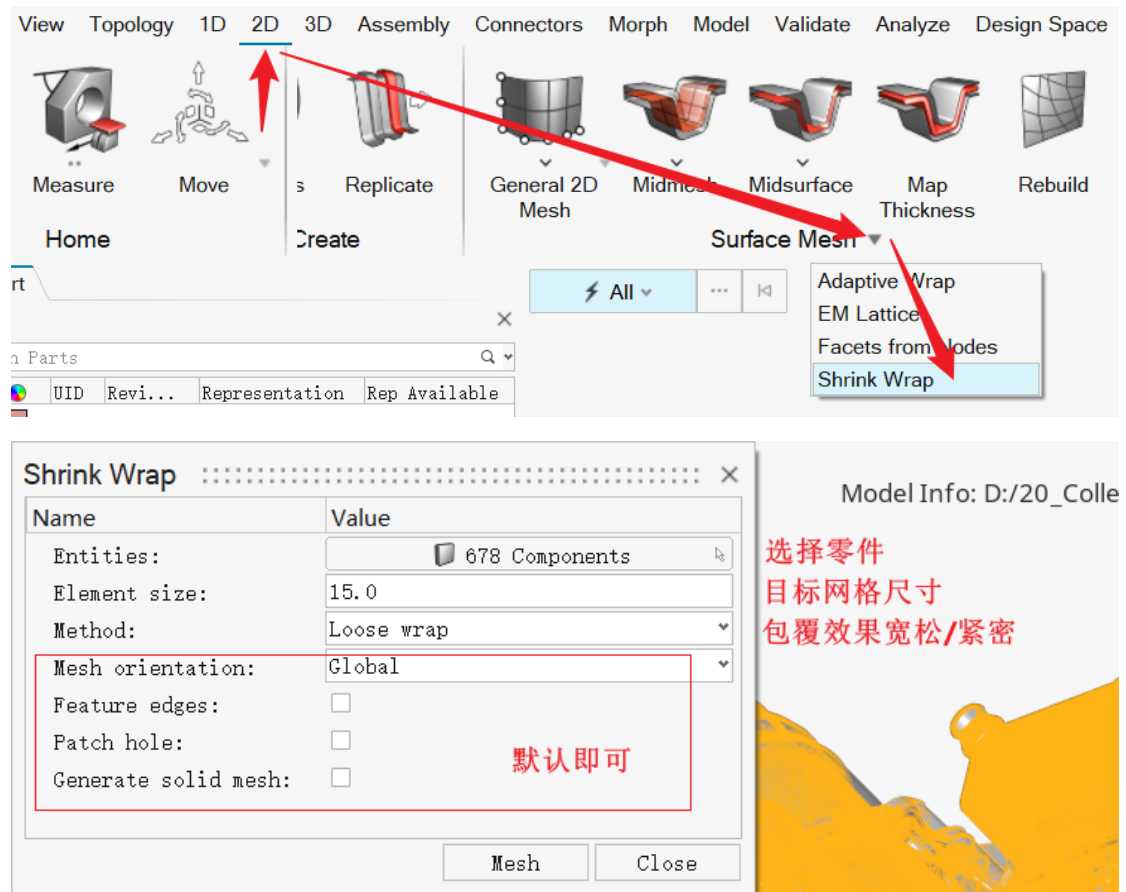 View Topology 1D 2D 3D Assembly Connectors Morph Model Validate Analyze Design Space
Measure Move s Replicate General 2D Mesh Midmesh Midsurface Map Thickness Rebuild
Home Create Surface Mesh
rt
All
Adaptive Wrap
EM Lattice
Facets from Nodes
Shrink Wrap
n Parts
UID Revi... Representation Rep Available
Shrink Wrap
Name Value
Entities: 678 Components
Element size: 15.0
Method: Loose wrap
Mesh orientation: Global
Feature edges:
Patch hole:
Generate solid mesh:
默认即可
Mesh Close
Model Info: D:/20_Colle
选择零件
目标网格尺寸
包覆效果宽松/紧密